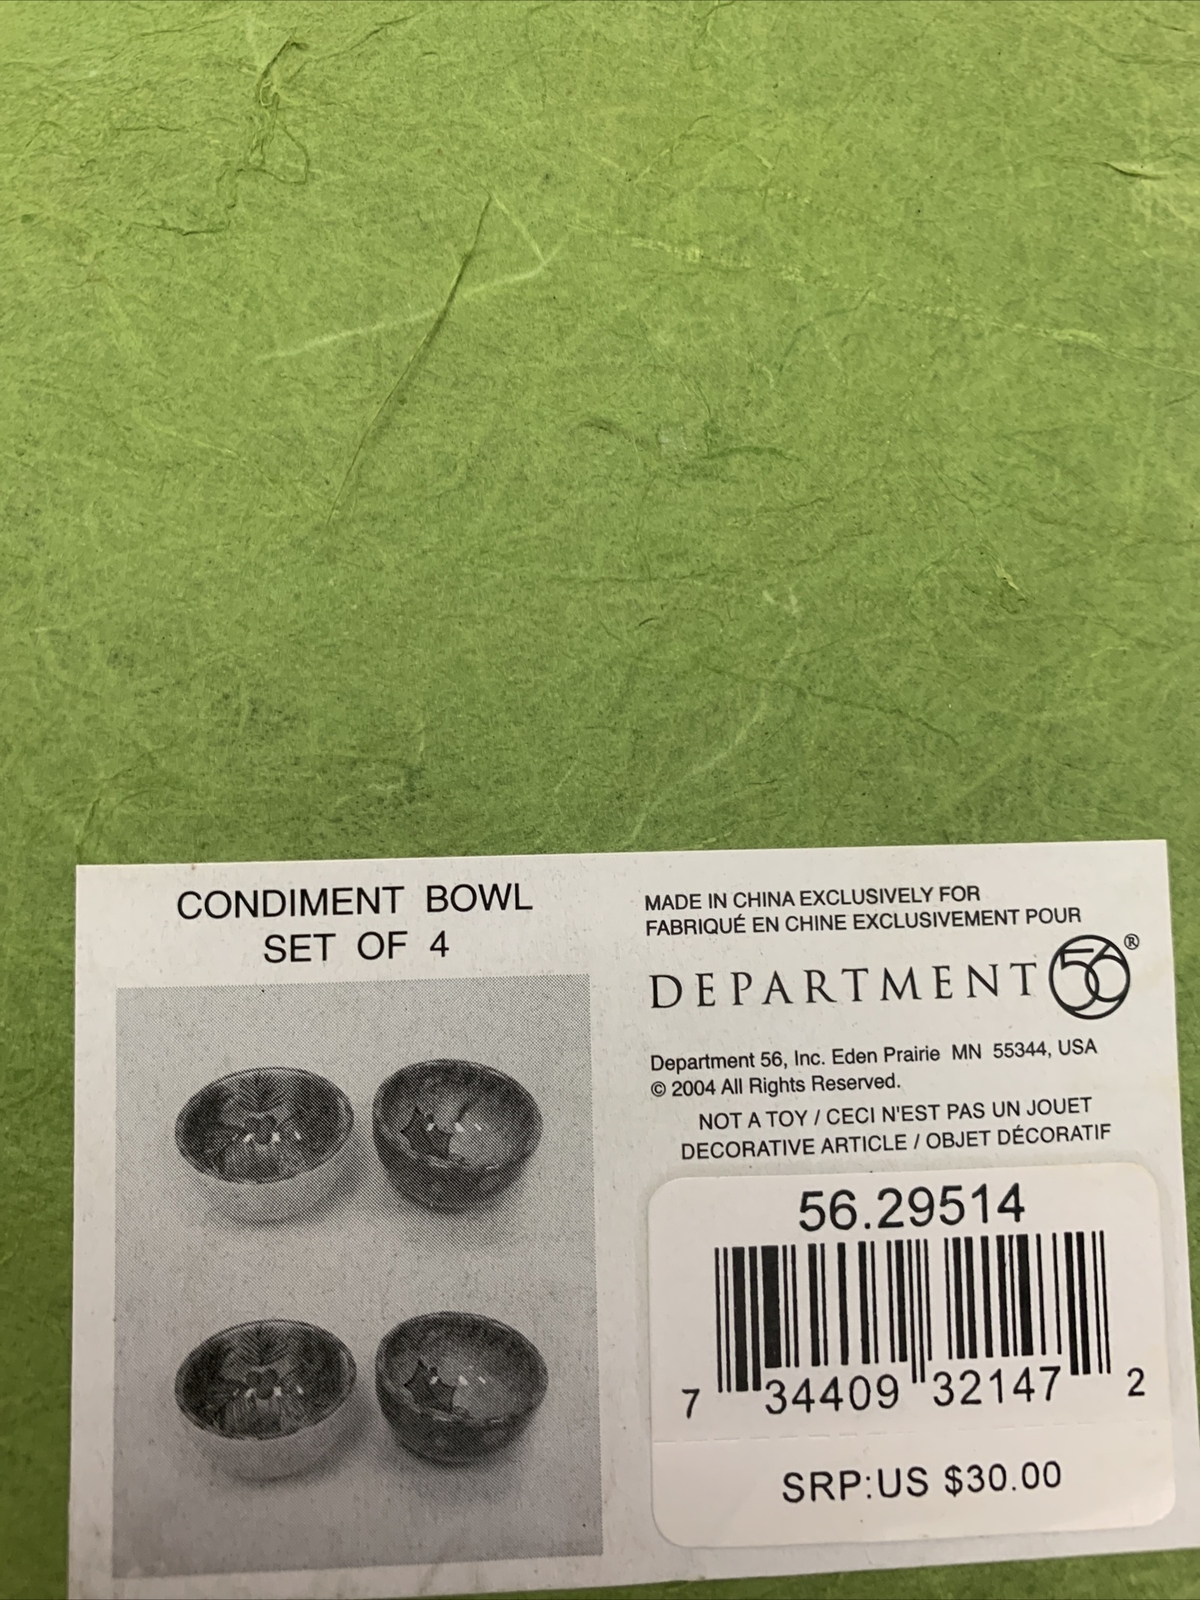 CONDIMENT BOWL
SET OF 4
MADE IN CHINA EXCLUSIVELY FOR
FABRIQUÉ EN CHINE EXCLUSIVEMENT POUR
DEPARTMENT 56®
Department 56, Inc. Eden Prairie MN 55344, USA
© 2004 All Rights Reserved.
NOT A TOY / CECI N'EST PAS UN JOUET
DECORATIVE ARTICLE / OBJET DÉCORATIF
56.29514
7 34409 32147 2
SRP:US $30.00